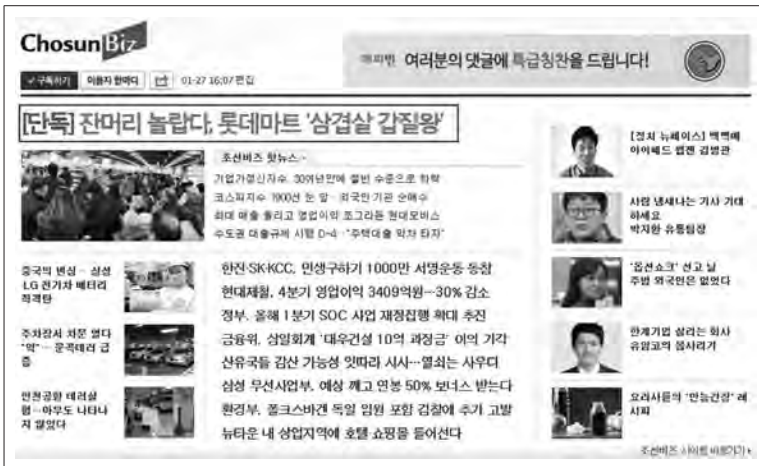 Chosun Biz
여러분의 댓글에 특급칭찬을 드립니다!
구독하기 이용자 한마디 01-27 16:07 편집
[단독] 잔머리 놀랍다, 롯데마트 '삼겹살 갑질왕'
조선비즈 핫뉴스
기업가정신지수, 30여년만에 절반 수준으로 하락
코스피지수 1900선 눈 앞…외국인·기관 순매수
최대 매출 올리고 영업이익 쪼그라든 현대모비스
수도권 대출규제 시행 D-4…"주택대출 막차 타자"
중국의 변심… 삼성
·LG 전기차 배터리
직격탄
주차장서 차문 열다
"악"… 문콕테러 급
증
인천공항 테러실
험…아무도 나타나
지 않았다
한진·SK·KCC, 민생구하기 1000만 서명운동 동참
현대제철, 4분기 영업이익 3409억원…30% 감소
정부, 올해 1분기 SOC 사업 재정집행 확대 추진
금융위, 삼일회계 '대우건설 10억 과징금' 이의 기각
산유국들 감산 가능성 잇따라 시사…열쇠는 사우디
삼성 무선사업부, 예상 깨고 연봉 50% 보너스 받는다
환경부, 폴크스바겐 독일 임원 포함 검찰에 추가 고발
뉴타운 내 상업지역에 호텔·쇼핑몰 들어선다
[정치 뉴페이스] 백팩메
아이패드 웹젠 김병관
사람 냄새나는 기사 기대
하세요
박지환 유통팀장
'옵션쇼크' 선고 날
주범 외국인은 없었다
한계기업 살리는 회사
유암코의 몸사리기
요리사들의 '만능간장' 레
시피
조선비즈 사이트 바로가기